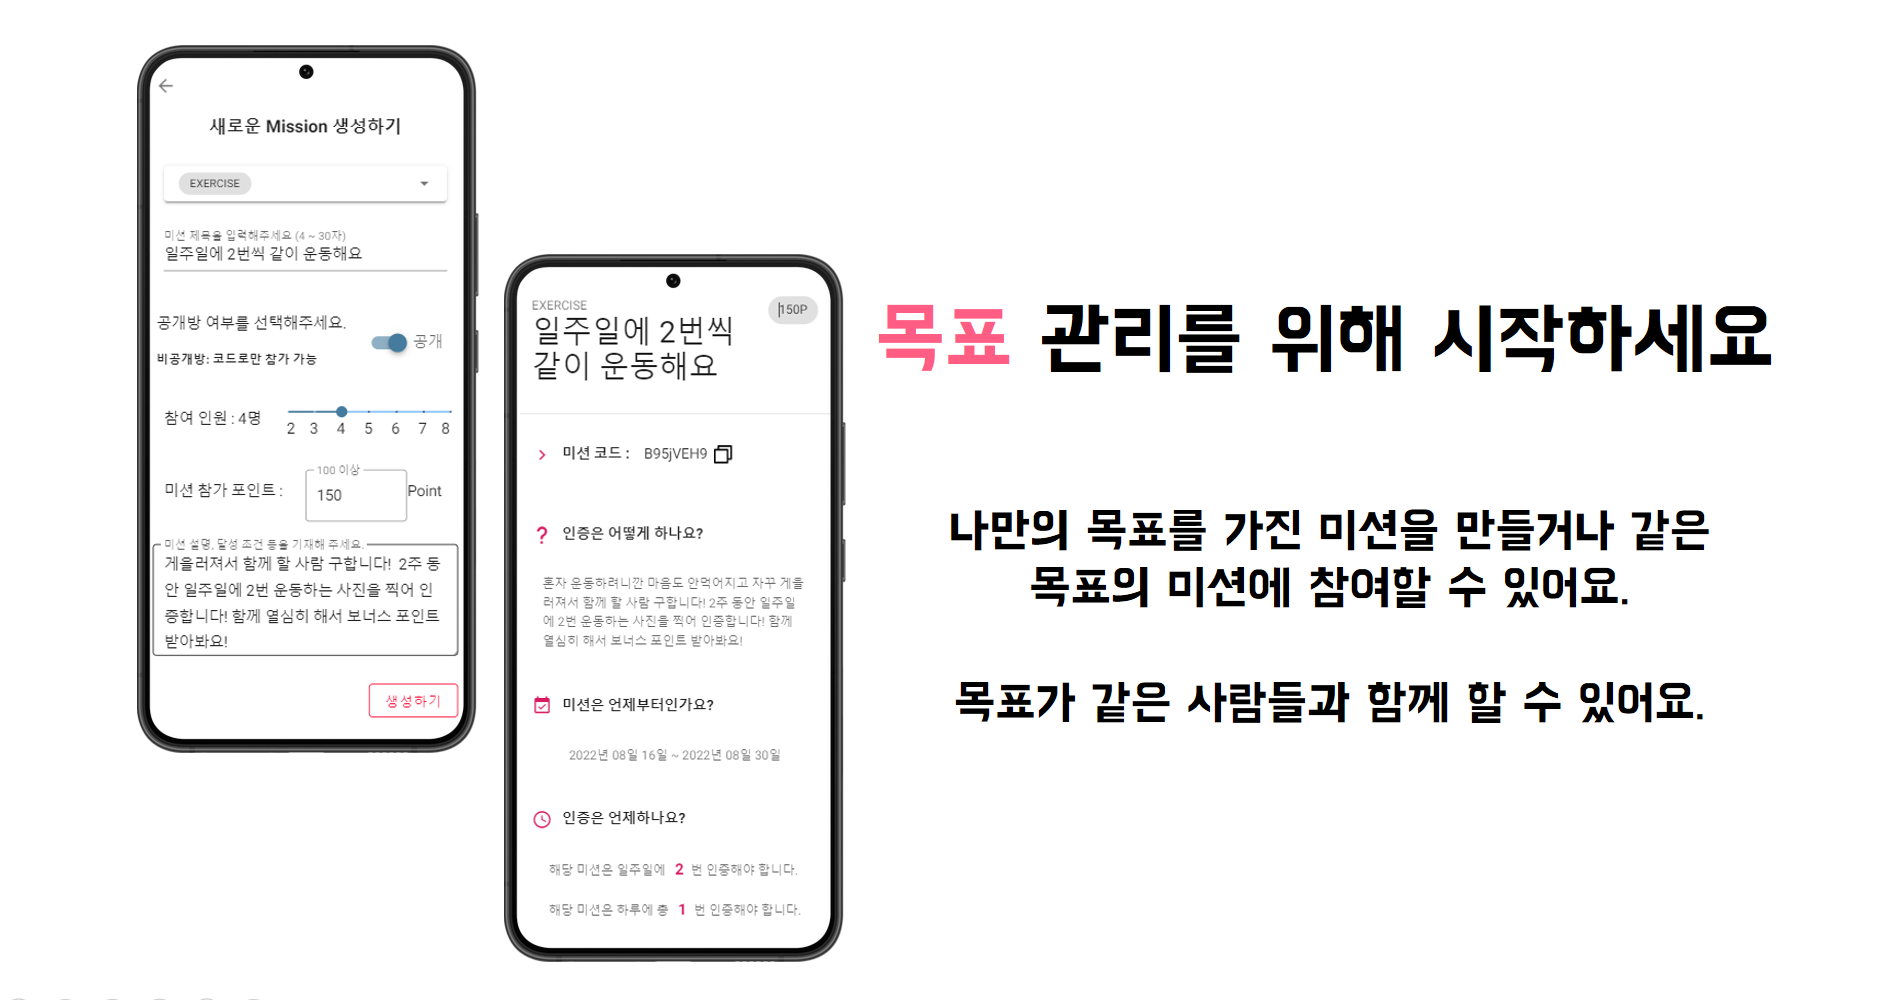 새로운 Mission 생성하기
EXERCISE
미션 제목을 입력해주세요 (4 ~ 30자)
일주일에 2번씩 같이 운동해요
공개방 여부를 선택해주세요.
공개
비공개방: 코드로만 참가 가능
참여 인원 : 4명
2 3 4 5 6 7 8
100 이상
미션 참가 포인트 : 150 Point
미션 설명, 달성 조건 등을 기재해 주세요.
게을러져서 함께 할 사람 구합니다! 2주 동
안 일주일에 2번 운동하는 사진을 찍어 인
증합니다! 함께 열심히 해서 보너스 포인트
받아봐요!
생성하기
EXERCISE
150P
일주일에 2번씩
같이 운동해요
미션 코드 : B95jVEH9
? 인증은 어떻게 하나요?
혼자 운동하려니깐 마음도 안먹어지고 자꾸 게을
러져서 함께 할 사람 구합니다! 2주 동안 일주일
에 2번 운동하는 사진을 찍어 인증합니다! 함께
열심히 해서 보너스 포인트 받아봐요!
미션은 언제부터인가요?
2022년 08일 16일 ~ 2022년 08일 30일
인증은 언제하나요?
해당 미션은 일주일에 2 번 인증해야 합니다.
해당 미션은 하루에 총 1 번 인증해야 합니다.
목표 관리를 위해 시작하세요
나만의 목표를 가진 미션을 만들거나 같은
목표의 미션에 참여할 수 있어요.
목표가 같은 사람들과 함께 할 수 있어요.